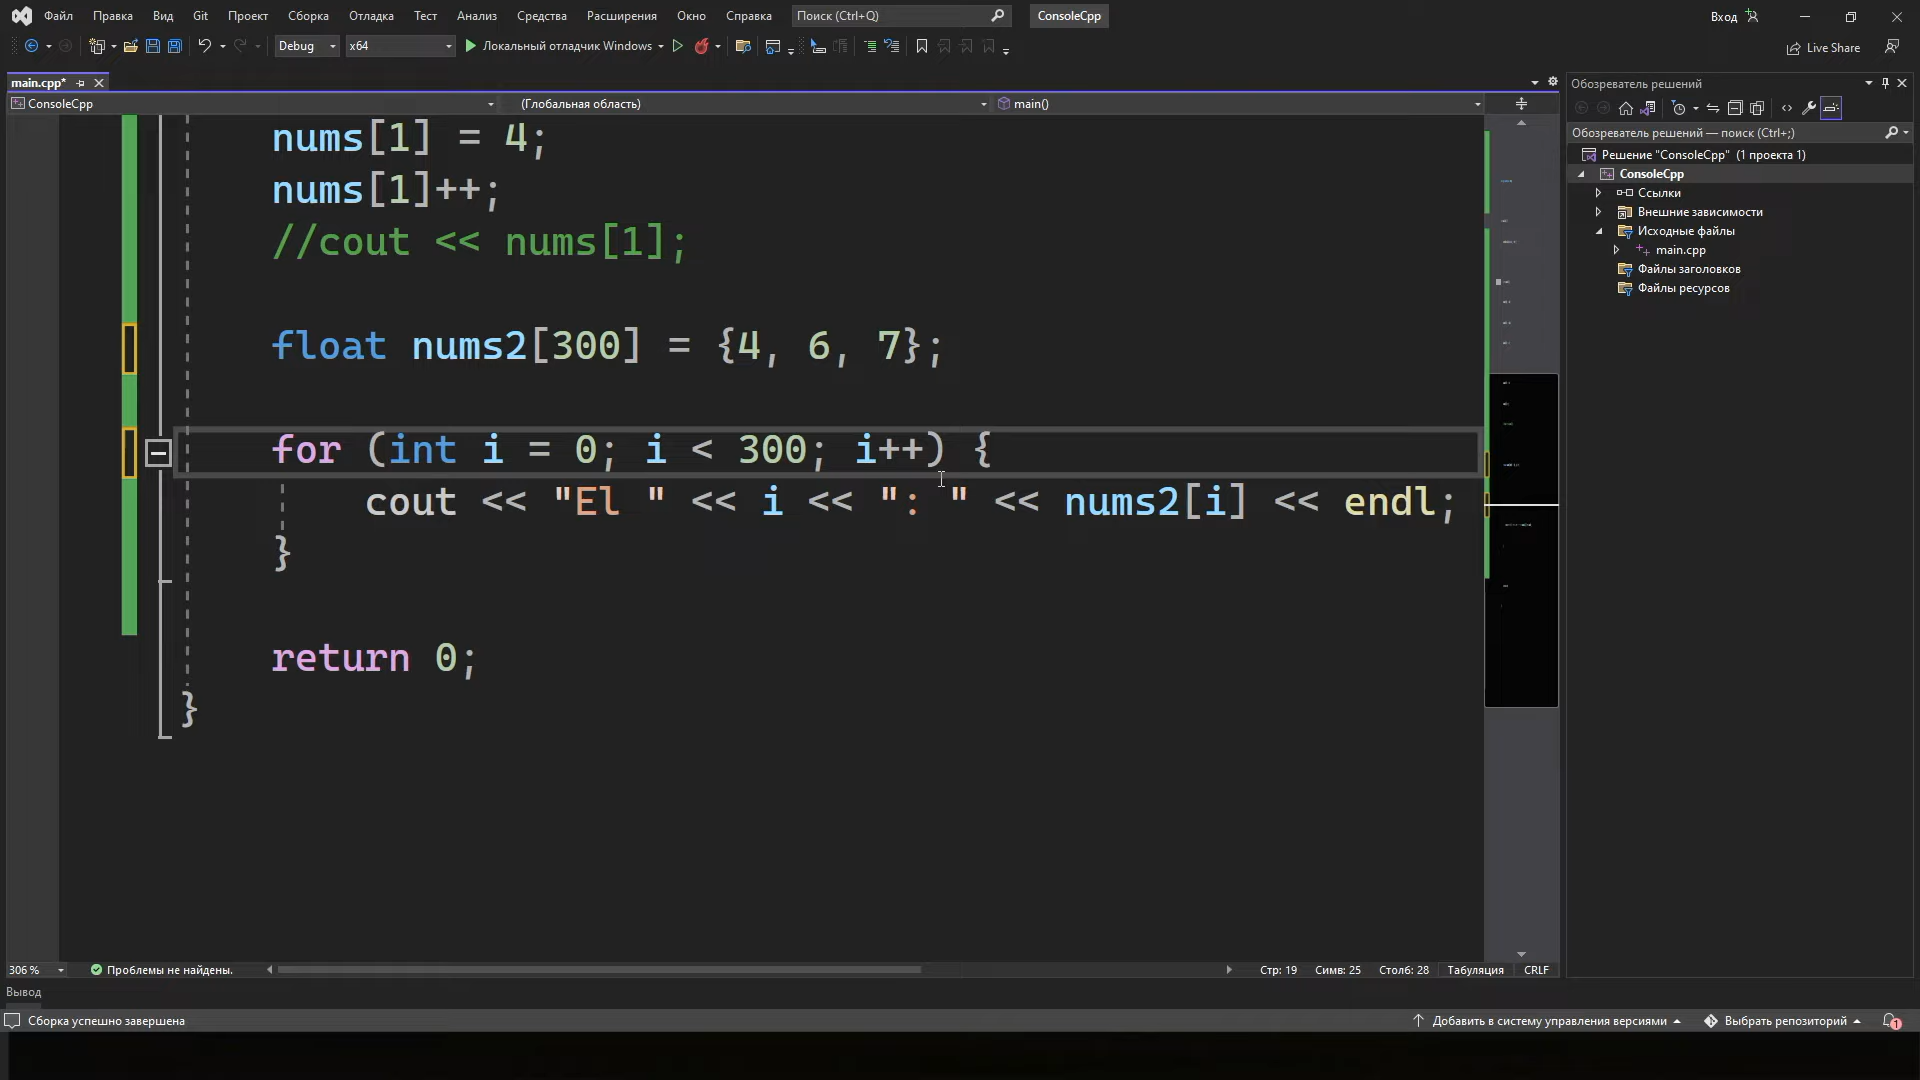 Файл Правка Вид Git Проект Сборка Отладка Тест Анализ Средства Расширения Окно Справка Поиск (Ctrl+Q) ConsoleCpp Вход
Debug x64 Локальный отладчик Windows Live Share
main.cpp* Обозреватель решений
ConsoleCpp (Глобальная область) main()
Обозреватель решений — поиск (Ctrl+;)
Решение "ConsoleCpp" (1 проекта 1)
ConsoleCpp
Ссылки
Внешние зависимости
Исходные файлы
main.cpp
Файлы заголовков
Файлы ресурсов
nums[1] = 4;
nums[1]++;
//cout << nums[1];
float nums2[300] = {4, 6, 7};
for (int i = 0; i < 300; i++) {
cout << "El " << i << ": " << nums2[i] << endl;
}
return 0;
}
306 % Проблемы не найдены. Стр: 19 Симв: 25 Столб: 28 Табуляция CRLF
Вывод
Сборка успешно завершена Добавить в систему управления версиями Выбрать репозиторий 1